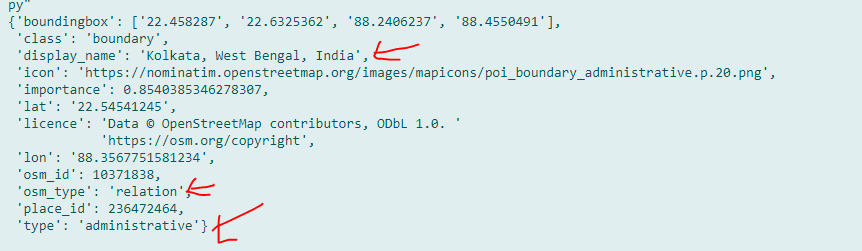 py"
{'boundingbox': ['22.458287', '22.6325362', '88.2406237', '88.4550491'],
'class': 'boundary',
'display_name': 'Kolkata, West Bengal, India',
'icon': 'https://nominatim.openstreetmap.org/images/mapicons/poi_boundary_administrative.p.20.png',
'importance': 0.8540385346278307,
'lat': '22.54541245',
'licence': 'Data © OpenStreetMap contributors, ODbL 1.0. '
'https://osm.org/copyright',
'lon': '88.3567751581234',
'osm_id': 10371838,
'osm_type': 'relation',
'place_id': 236472464,
'type': 'administrative'}